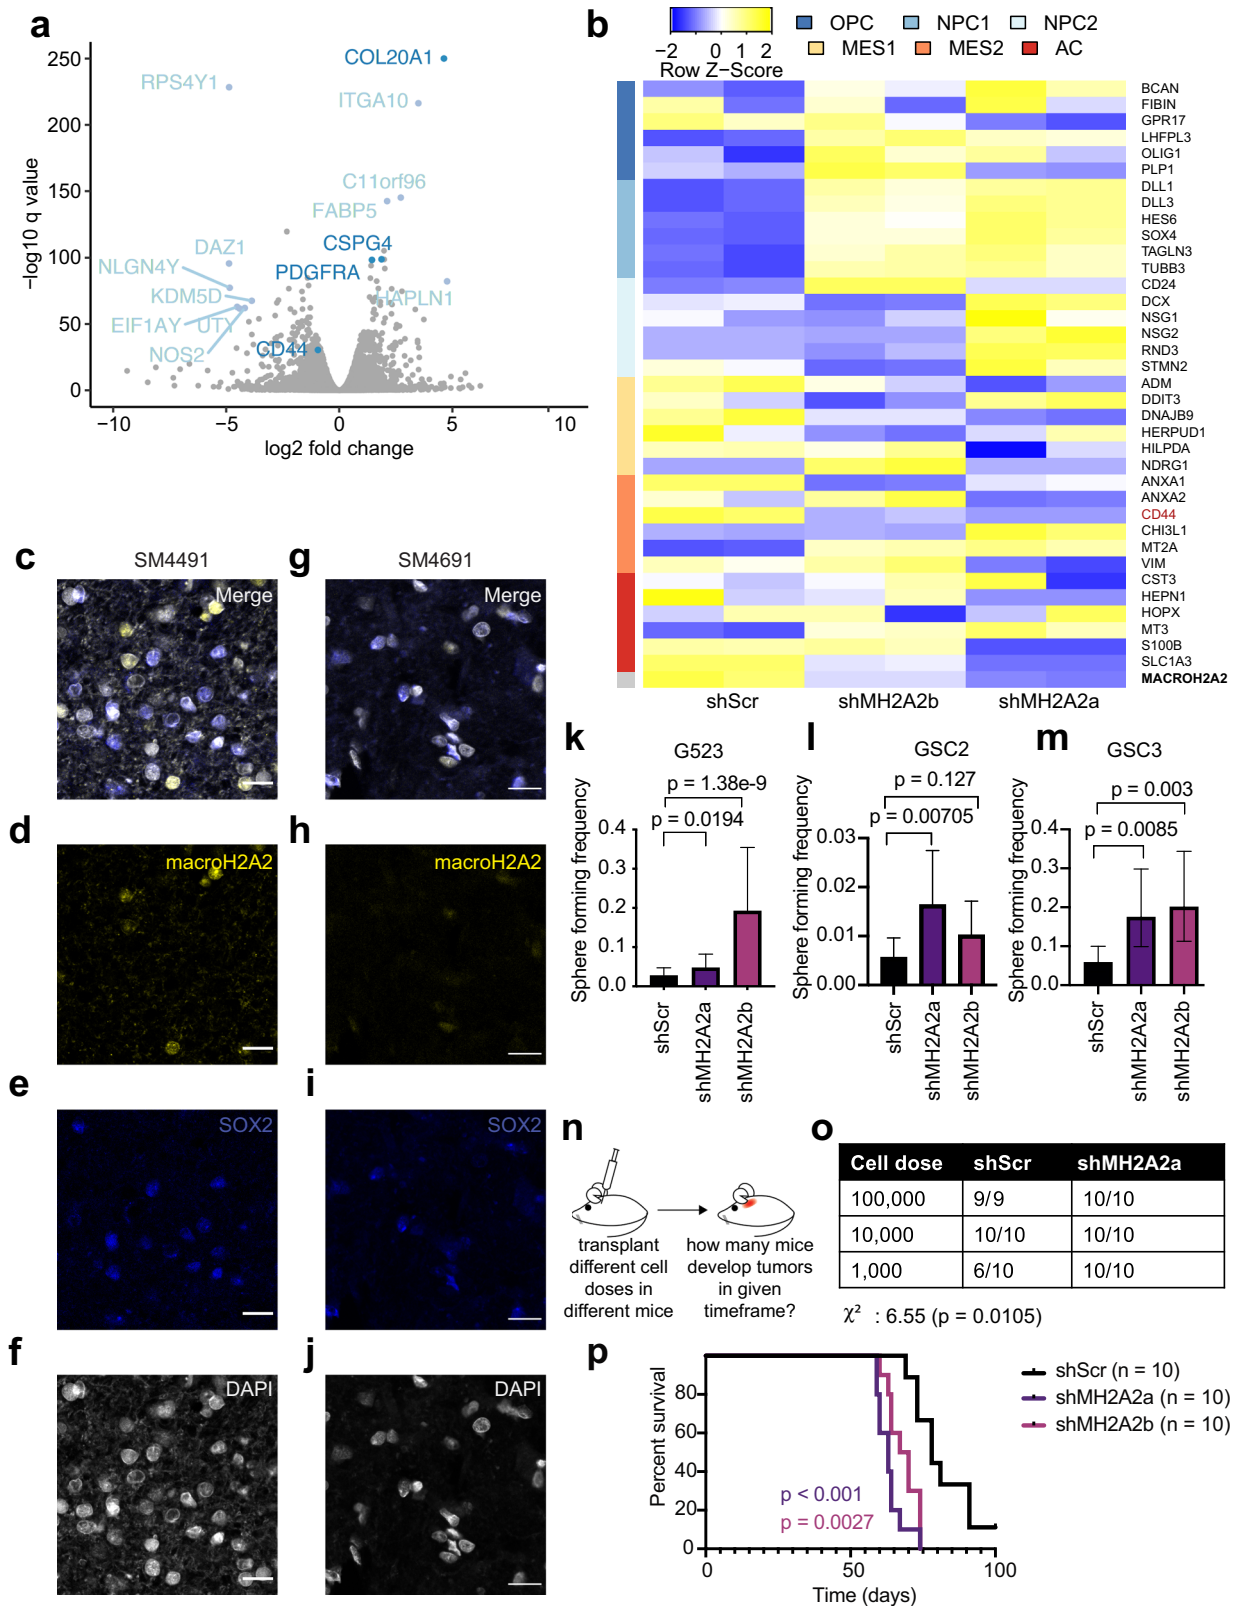 a
250
200
150
100
50
0
−log10 q value
−10
−5
0
5
10
log2 fold change
COL20A1
RPS4Y1
ITGA10
C11orf96
FABP5
DAZ1
CSPG4
NLGN4Y
PDGFRA
KDM5D
HAPLN1
EIF1AY
UTY
NOS2
CD44
b
−2
0
1
2
Row Z−Score
OPC
NPC1
NPC2
MES1
MES2
AC
BCAN
FIBIN
GPR17
LHFPL3
OLIG1
PLP1
DLL1
DLL3
HES6
SOX4
TAGLN3
TUBB3
CD24
DCX
NSG1
NSG2
RND3
STMN2
ADM
DDIT3
DNAJB9
HERPUD1
HILPDA
NDRG1
ANXA1
ANXA2
CD44
CHI3L1
MT2A
VIM
CST3
HEPN1
HOPX
MT3
S100B
SLC1A3
MACROH2A2
shScr
shMH2A2b
shMH2A2a
c
SM4491
Merge
d
macroH2A2
e
SOX2
f
DAPI
g
SM4691
Merge
h
macroH2A2
i
SOX2
j
DAPI
k
G523
p = 1.38e-9
p = 0.0194
Sphere forming frequency
0.4
0.3
0.2
0.1
0.0
shScr
shMH2A2a
shMH2A2b
l
GSC2
p = 0.127
p = 0.00705
Sphere forming frequency
0.03
0.02
0.01
0.00
shScr
shMH2A2a
shMH2A2b
m
GSC3
p = 0.003
p = 0.0085
Sphere forming frequency
0.4
0.3
0.2
0.1
0.0
shScr
shMH2A2a
shMH2A2b
n
transplant
different cell
doses in
different mice
how many mice
develop tumors
in given
timeframe?
o
Cell dose shScr shMH2A2a
100,000 9/9 10/10
10,000 10/10 10/10
1,000 6/10 10/10
χ² : 6.55 (p = 0.0105)
p
Percent survival
80
60
40
20
0
0
50
100
Time (days)
p < 0.001
p = 0.0027
shScr (n = 10)
shMH2A2a (n = 10)
shMH2A2b (n = 10)